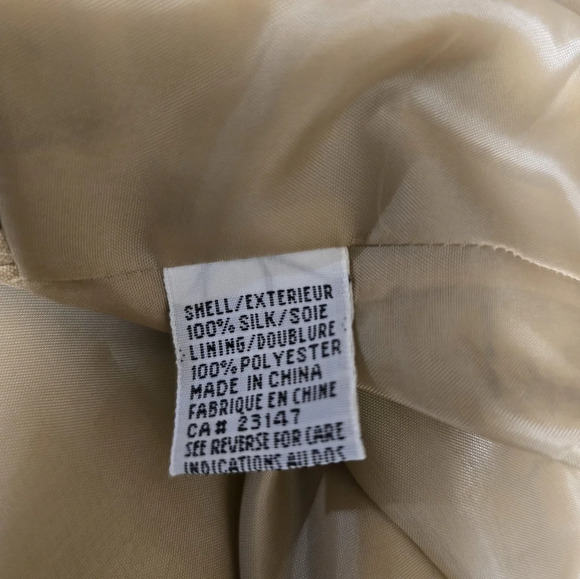 SHELL/EXTERIEUR
100% SILK/SOIE
LINING/DOUBLURE
100% POLYESTER
MADE IN CHINA
FABRIQUE EN CHINE
CA# 23147
SEE REVERSE FOR CARE
INDICATIONS AU DOS